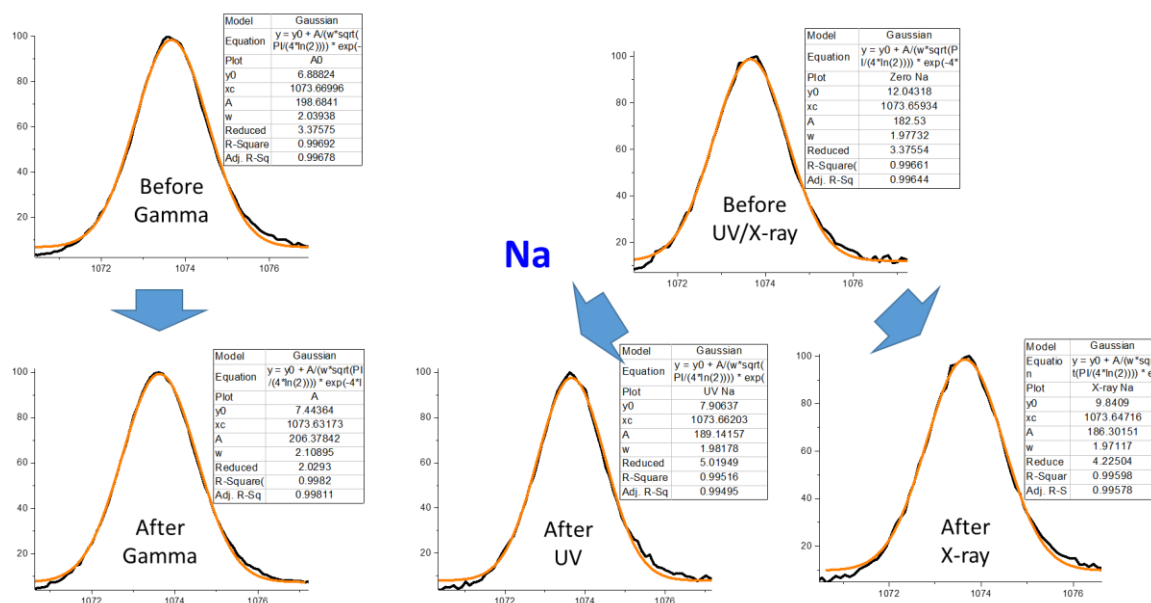 Model Gaussian
Equation y = y0 + A/(w*sqrt(
PI/(4*ln(2)))) * exp(-
Plot A0
y0 6.88824
xc 1073.66996
A 198.6841
w 2.03938
Reduced 3.37575
R-Square 0.99692
Adj. R-Sq 0.99678
100
80
60
40
20
1072 1074 1076
Before
Gamma
Model Gaussian
Equation y = y0 + A/(w*sqrt(P
I/(4*ln(2)))) * exp(-4*
Plot Zero Na
y0 12.04318
xc 1073.65934
A 182.53
w 1.97732
Reduced 3.37554
R-Square( 0.99661
Adj. R-Sq 0.99644
100
80
60
40
20
1072 1074 1076
Before
UV/X-ray
Na
Model Gaussian
Equation y = y0 + A/(w*sqrt(PI
/(4*ln(2)))) * exp(-4*l
Plot A
y0 7.44364
xc 1073.63173
A 206.37842
w 2.10895
Reduced 2.0293
R-Square( 0.9982
Adj. R-Sq 0.99811
100
80
60
40
20
1072 1074 1076
After
Gamma
Model Gaussian
Equation y = y0 + A/(w*sqrt(
PI/(4*ln(2)))) * exp(
Plot UV Na
y0 7.90637
xc 1073.66203
A 189.14157
w 1.98178
Reduced 5.01949
R-Square 0.99516
Adj. R-Sq 0.99495
100
80
60
40
20
1072 1074 1076
After
UV
Model Gaussian
Equatio y = y0 + A/(w*sqr
n t(PI/(4*ln(2)))) * e
Plot X-ray Na
y0 9.8409
xc 1073.64716
A 186.30151
w 1.97117
Reduce 4.22504
R-Squar 0.99598
Adj. R-S 0.99578
100
80
60
40
20
1072 1074 1076
After
X-ray